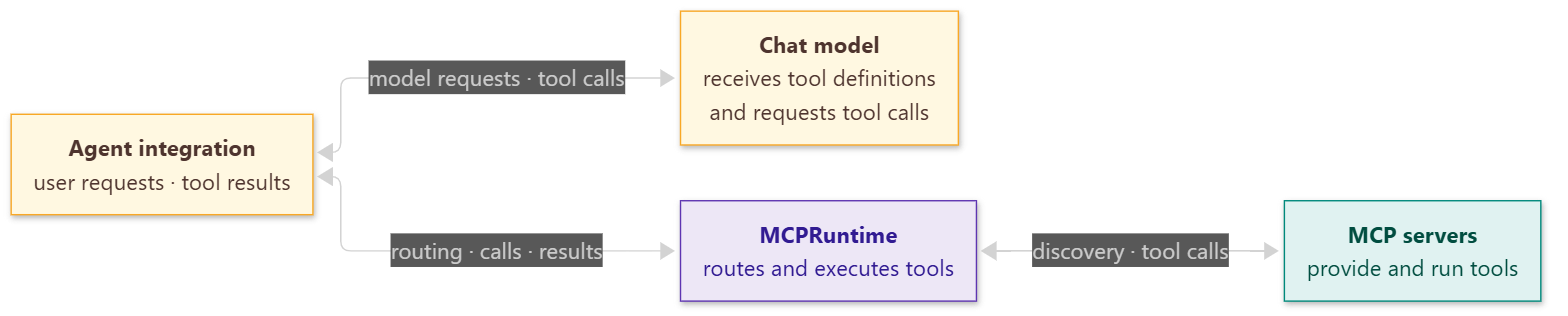 Chat model
receives tool definitions
and requests tool calls
model requests · tool calls
Agent integration
user requests · tool results
routing · calls · results
MCPRuntime
routes and executes tools
discovery · tool calls
MCP servers
provide and run tools